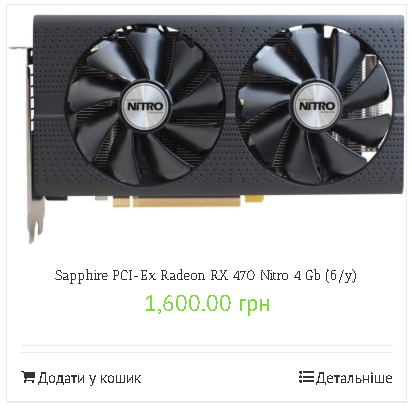 NITRO
NITRO
Sapphire PCI-Ex Radeon RX 470 Nitro 4 Gb (б/у)
1,600.00 грн
Додати у кошик
Детальніше